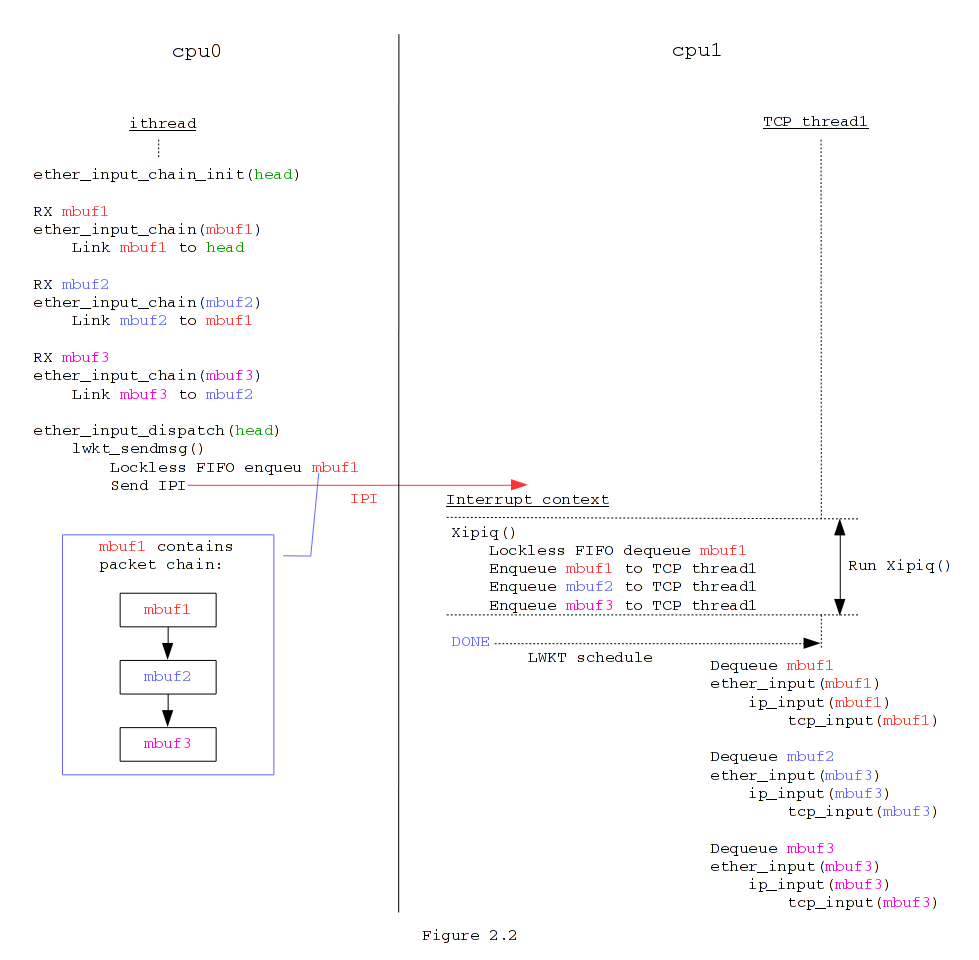 cpu0
cpu1
ithread
TCP thread1
ether_input_chain_init(head)
RX mbuf1
ether_input_chain(mbuf1)
Link mbuf1 to head
RX mbuf2
ether_input_chain(mbuf2)
Link mbuf2 to mbuf1
RX mbuf3
ether_input_chain(mbuf3)
Link mbuf3 to mbuf2
ether_input_dispatch(head)
lwkt_sendmsg()
Lockless FIFO enqueu mbuf1
Send IPI
IPI
mbuf1 contains
packet chain:
mbuf1
mbuf2
mbuf3
Interrupt context
Xipiq()
Lockless FIFO dequeue mbuf1
Enqueue mbuf1 to TCP thread1
Enqueue mbuf2 to TCP thread1
Enqueue mbuf3 to TCP thread1
Run Xipiq()
DONE
LWKT schedule
Dequeue mbuf1
ether_input(mbuf1)
ip_input(mbuf1)
tcp_input(mbuf1)
Dequeue mbuf2
ether_input(mbuf3)
ip_input(mbuf3)
tcp_input(mbuf3)
Dequeue mbuf3
ether_input(mbuf3)
ip_input(mbuf3)
tcp_input(mbuf3)
Figure 2.2